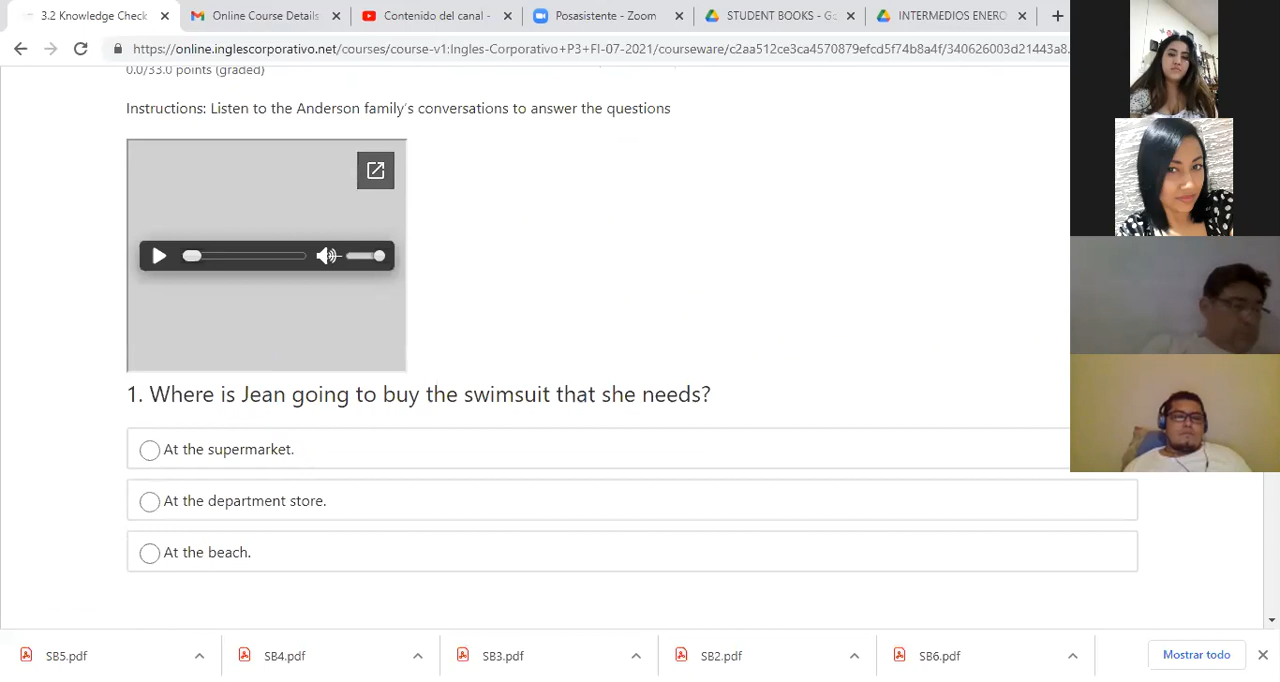 3.2 Knowledge Check
Online Course Details
Contenido del canal -
Posasistente - Zoom
STUDENT BOOKS - Go
INTERMEDIOS ENERO
https://online.inglescorporativo.net/courses/course-v1:Ingles-Corporativo+P3+FI-07-2021/courseware/c2aa512ce3ca4570879efcd5f74b8a4f/340626003d21443a8.
0.0/33.0 points (graded)
Instructions: Listen to the Anderson family's conversations to answer the questions
1. Where is Jean going to buy the swimsuit that she needs?
At the supermarket.
At the department store.
At the beach.
SB5.pdf
SB4.pdf
SB3.pdf
SB2.pdf
SB6.pdf
Mostrar todo